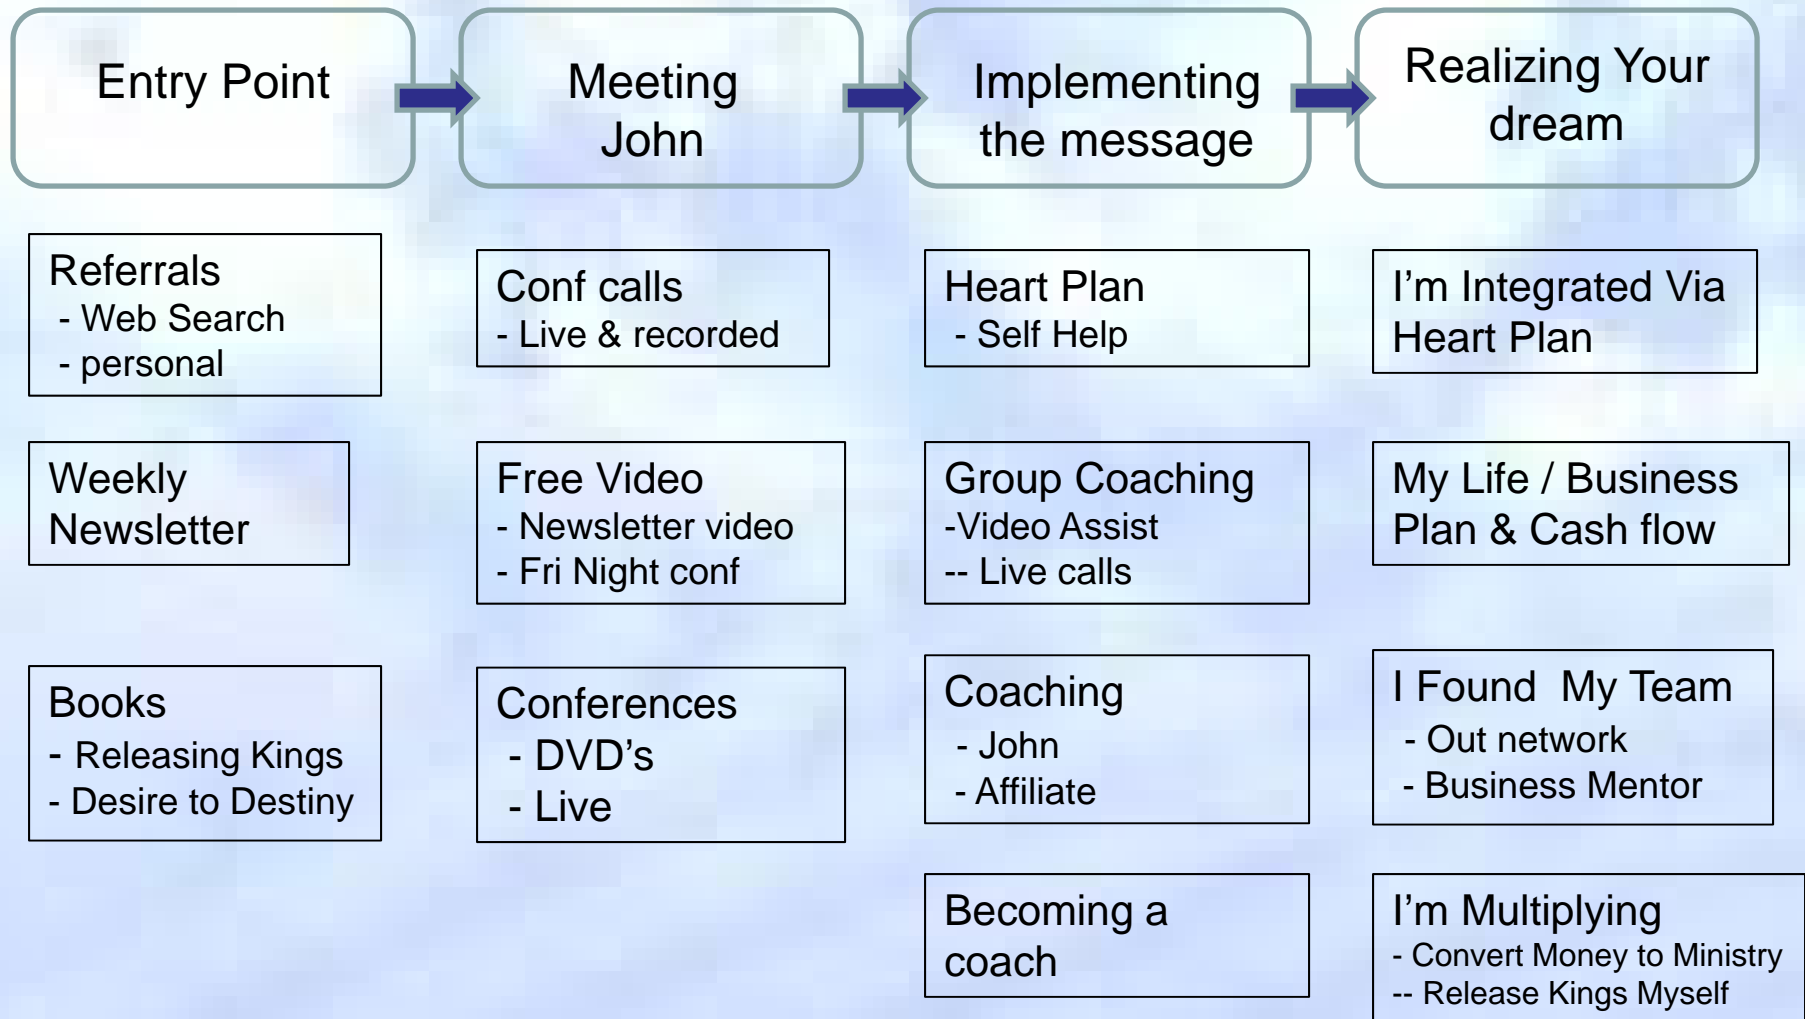 Entry Point
Meeting
John
Implementing
the message
Realizing Your
dream
Referrals
- Web Search
- personal
Weekly
Newsletter
Books
- Releasing Kings
- Desire to Destiny
Conf calls
- Live & recorded
Free Video
- Newsletter video
- Fri Night conf
Conferences
- DVD's
- Live
Heart Plan
- Self Help
Group Coaching
-Video Assist
-- Live calls
Coaching
- John
- Affiliate
Becoming a
coach
I'm Integrated Via
Heart Plan
My Life / Business
Plan & Cash flow
I Found My Team
- Out network
- Business Mentor
I'm Multiplying
- Convert Money to Ministry
-- Release Kings Myself